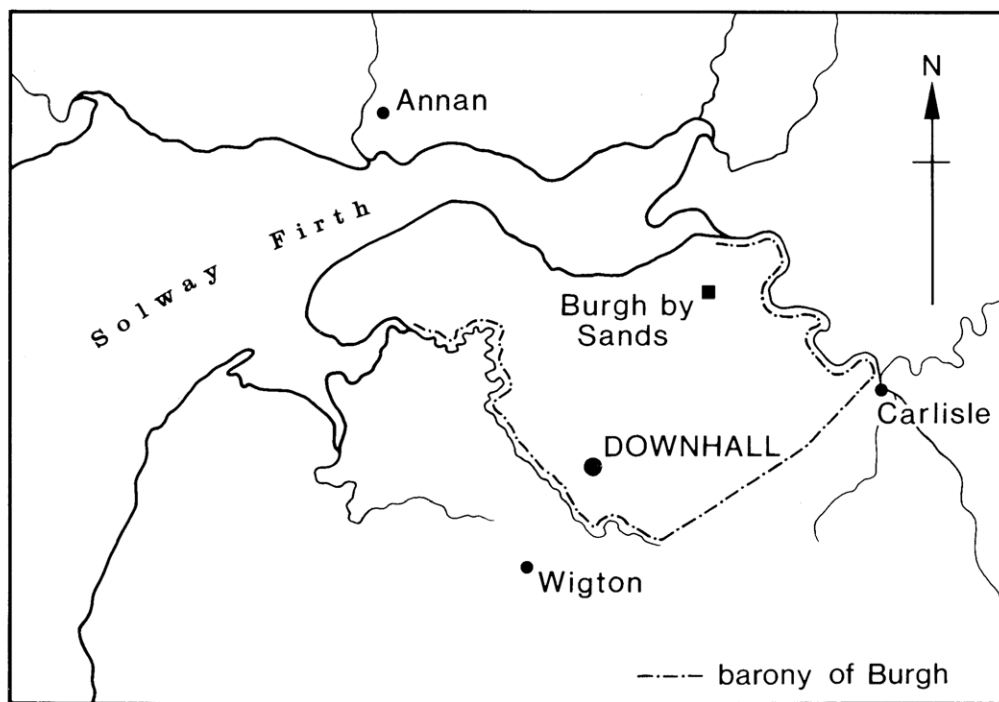 N
Annan
Solway Firth
Burgh by
Sands
Carlisle
DOWNHALL
Wigton
barony of Burgh